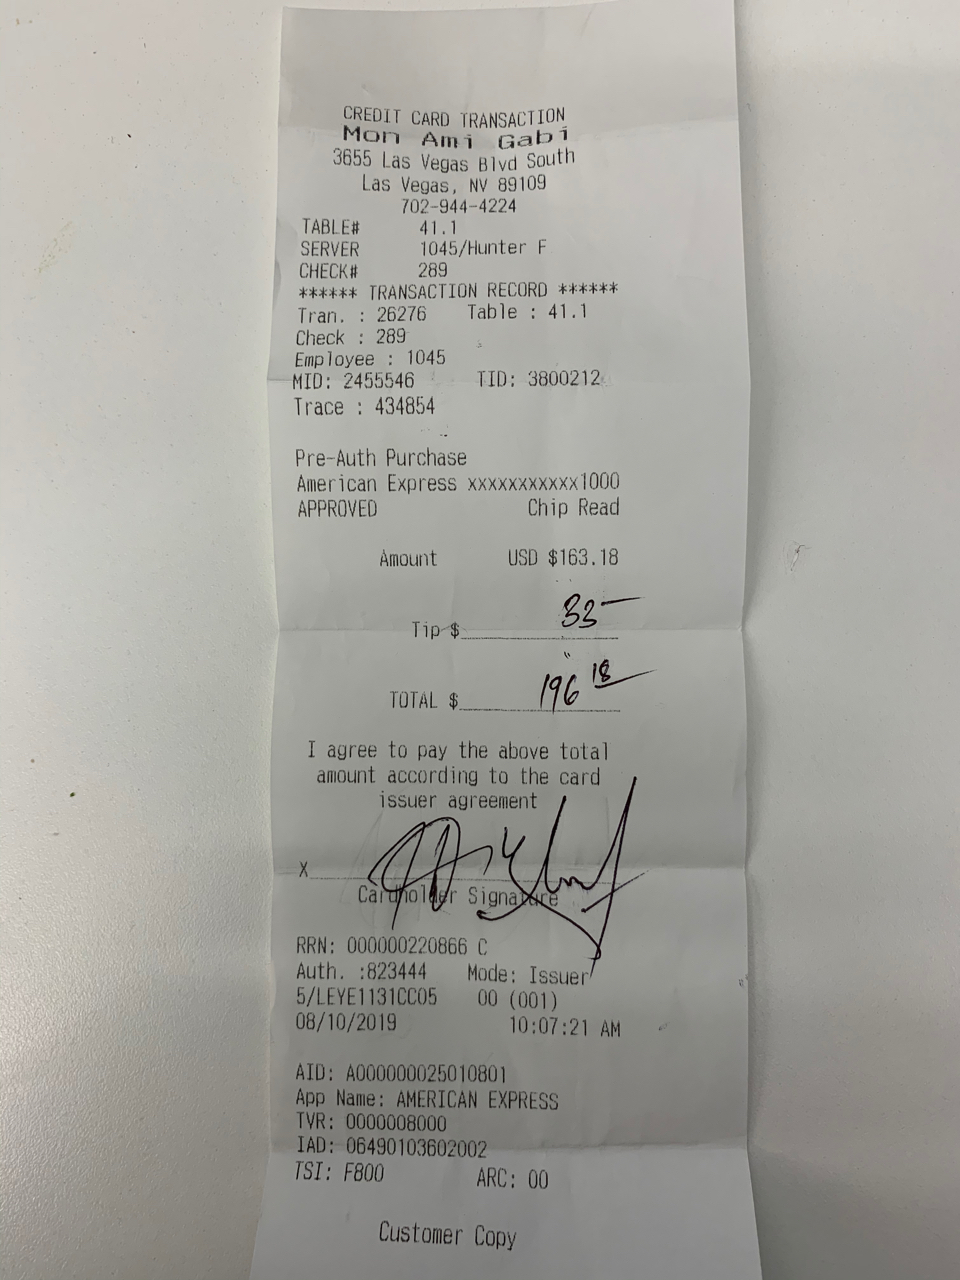 CREDIT CARD TRANSACTION
Mon Ami Gabi
3655 Las Vegas Blvd South
Las Vegas, NV 89109
702-944-4224
TABLE# 41.1
SERVER 1045/Hunter F
CHECK# 289
****** TRANSACTION RECORD ******
Tran. : 26276 Table : 41.1
Check : 289
Employee : 1045
MID: 2455546 TID: 3800212
Trace : 434854
Pre-Auth Purchase
American Express xxxxxxxxxxx1000
APPROVED Chip Read
Amount USD $163.18
Tip $ 33—
TOTAL $ 196 18
I agree to pay the above total
amount according to the card
issuer agreement
X
Cardholder Signature
RRN: 000000220866 C
Auth. :823444 Mode: Issuer
5/LEYE1131CC05 00 (001)
08/10/2019 10:07:21 AM
AID: A000000025010801
App Name: AMERICAN EXPRESS
TVR: 0000008000
IAD: 06490103602002
TSI: F800 ARC: 00
Customer Copy